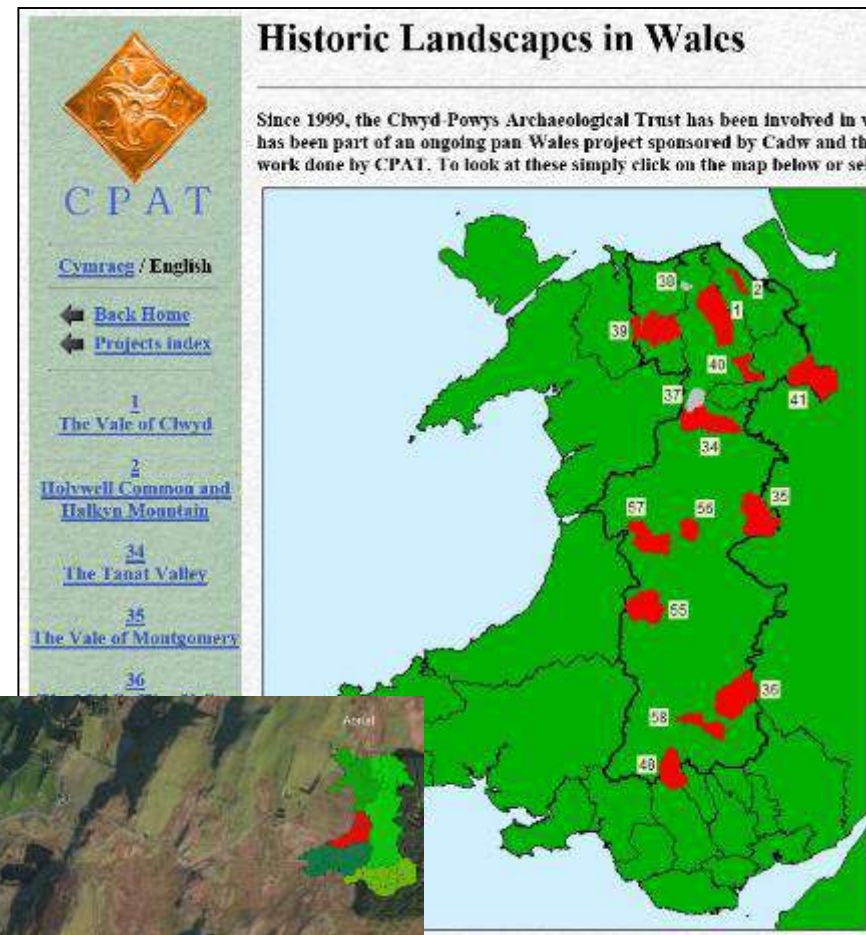 Historic Landscapes in Wales
Since 1999, the Clwyd-Powys Archaeological Trust has been involved in
has been part of an ongoing pan Wales project sponsored by Cadw and
work done by CPAT. To look at these simply click on the map below or
CPAT
Cymraeg / English
Back Home
Projects index
1
The Vale of Clwyd
2
Holywell Common and
Halkyn Mountain
34
The Tanat Valley
35
The Vale of Montgomery
36
38
2
1
39
40
37
41
34
35
57
56
55
36
58
48
Aerial